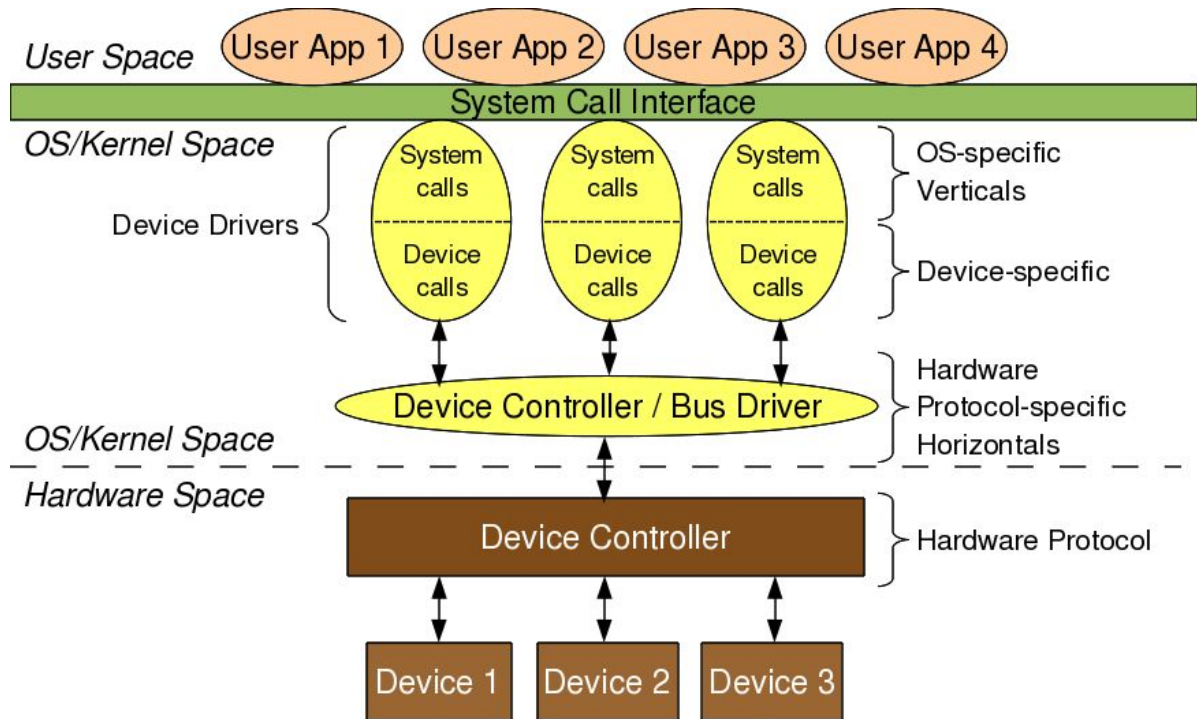 User Space
User App 1
User App 2
User App 3
User App 4
System Call Interface
OS/Kernel Space
Device Drivers
System
calls
Device
calls
System
calls
Device
calls
System
calls
Device
calls
OS-specific
Verticals
Device-specific
Device Controller / Bus Driver
Hardware
Protocol-specific
Horizontals
OS/Kernel Space
Hardware Space
Device Controller
Hardware Protocol
Device 1
Device 2
Device 3